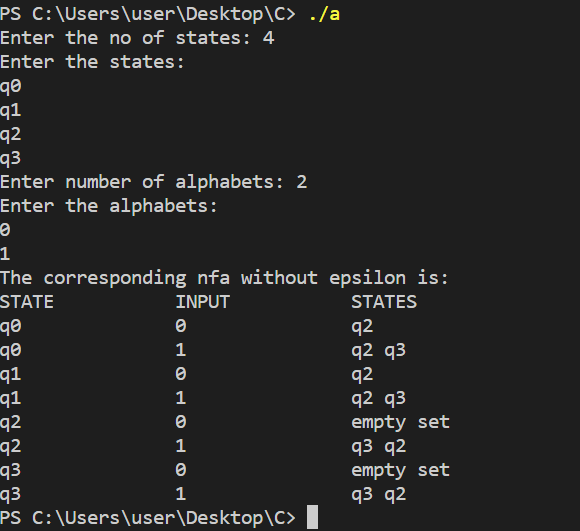 PS C:\Users\user\Desktop\C> ./a
Enter the no of states: 4
Enter the states:
q0
q1
q2
q3
Enter number of alphabets: 2
Enter the alphabets:
0
1
The corresponding nfa without epsilon is:
STATE INPUT STATES
q0 0 q2
q0 1 q2 q3
q1 0 q2
q1 1 q2 q3
q2 0 empty set
q2 1 q3 q2
q3 0 empty set
q3 1 q3 q2
PS C:\Users\user\Desktop\C>